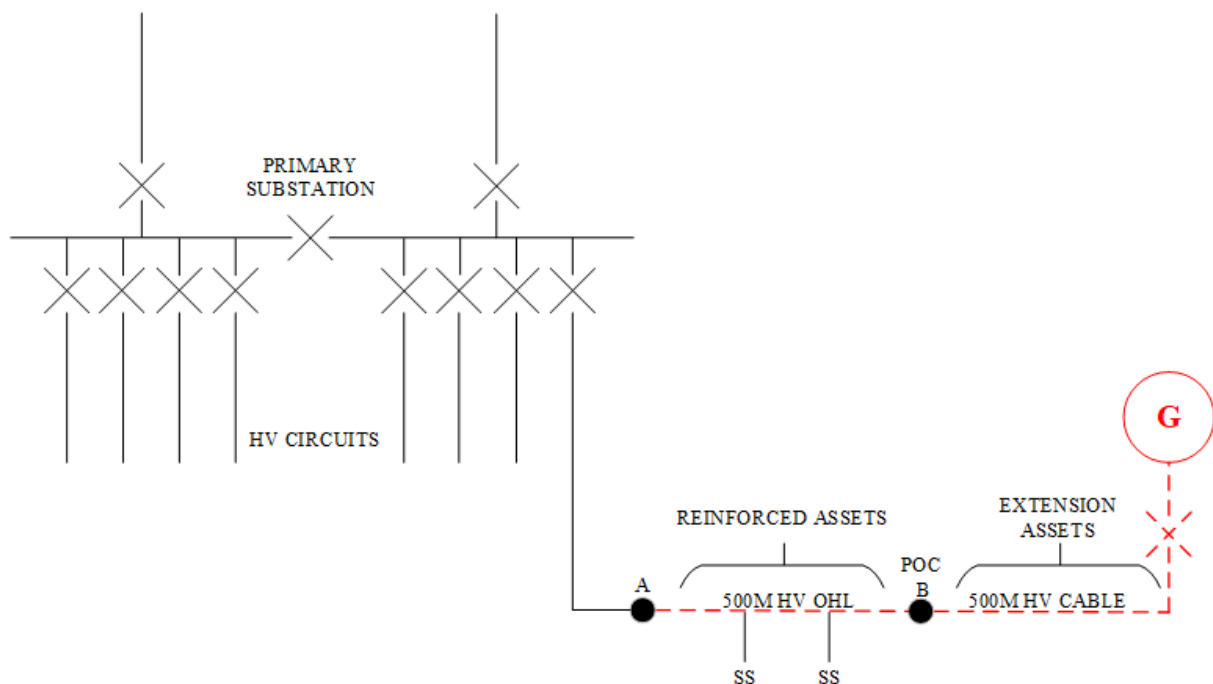 PRIMARY
SUBSTATION
HV CIRCUITS
G
REINFORCED ASSETS
EXTENSION
ASSETS
POC
A
B
500M HV OHL
500M HV CABLE
SS
SS